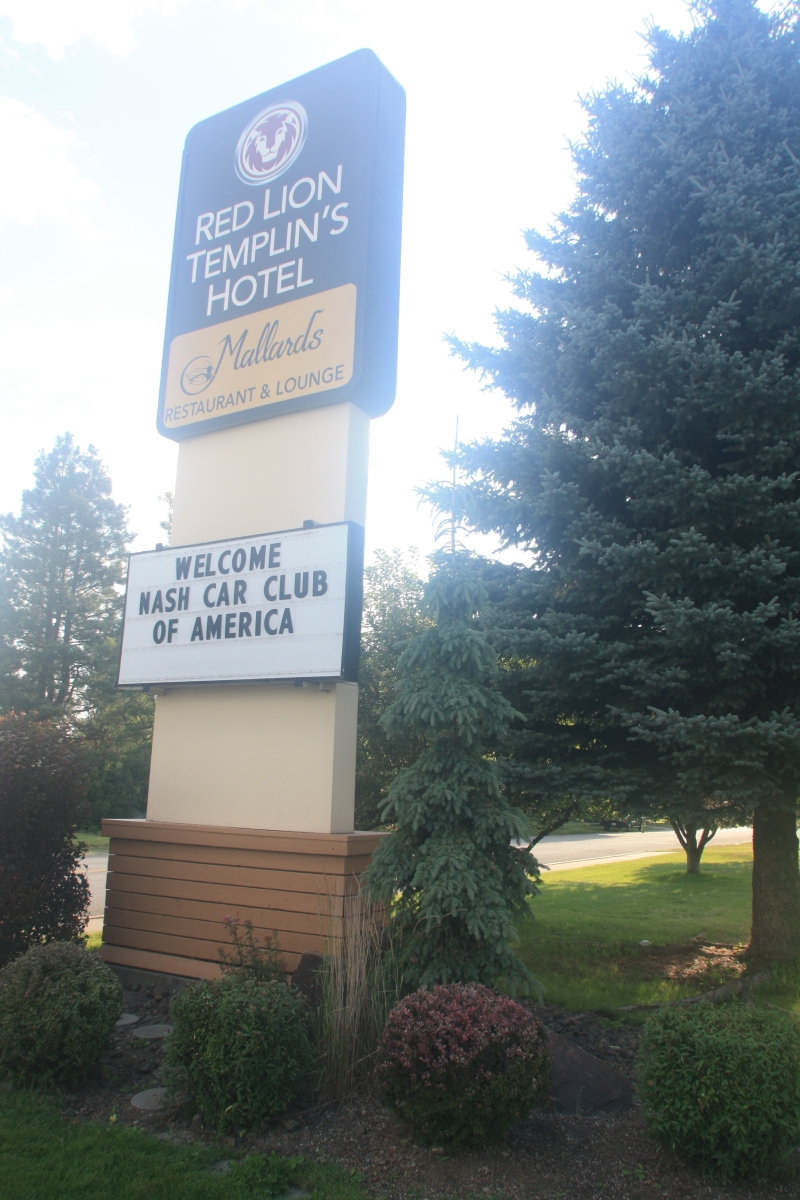 RED LION
TEMPLIN'S
HOTEL
Mallards
RESTAURANT & LOUNGE
WELCOME
NASH CAR CLUB
OF AMERICA